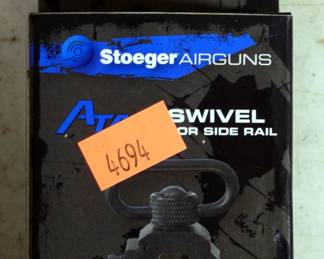 Stoeger AIRGUNS
SWIVEL
OR SIDE RAIL
4694